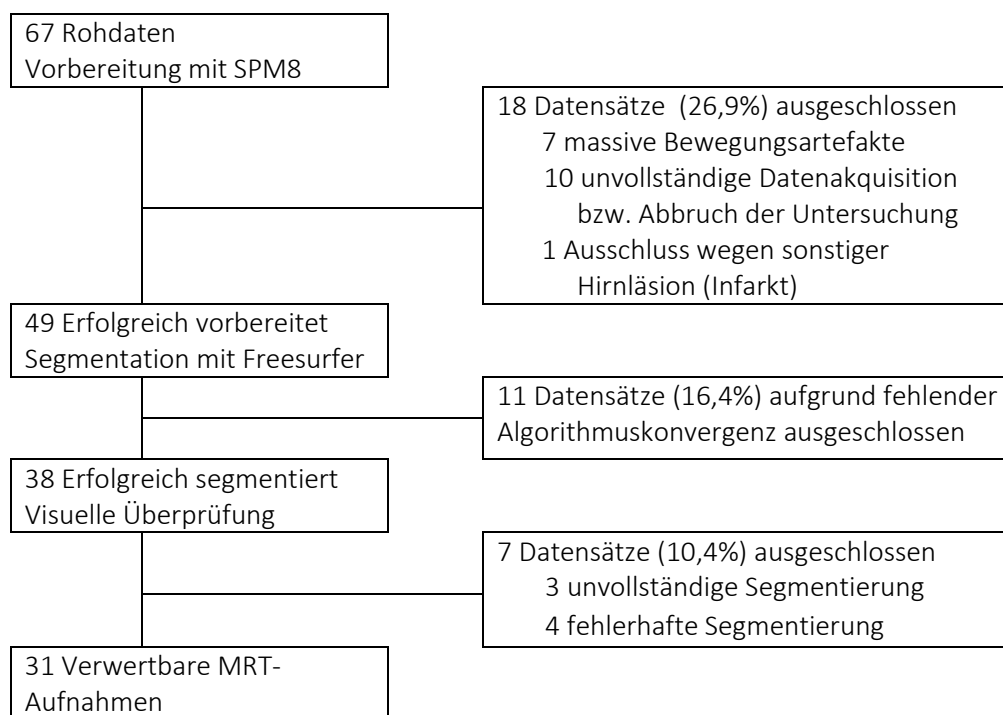 67 Rohdaten
Vorbereitung mit SPM8
18 Datensätze (26,9%) ausgeschlossen
7 massive Bewegungsartefakte
10 unvollständige Datenakquisition
bzw. Abbruch der Untersuchung
1 Ausschluss wegen sonstiger
Hirnläsion (Infarkt)
49 Erfolgreich vorbereitet
Segmentation mit Freesurfer
11 Datensätze (16,4%) aufgrund fehlender
Algorithmuskonvergenz ausgeschlossen
38 Erfolgreich segmentiert
Visuelle Überprüfung
7 Datensätze (10,4%) ausgeschlossen
3 unvollständige Segmentierung
4 fehlerhafte Segmentierung
31 Verwertbare MRT-
Aufnahmen